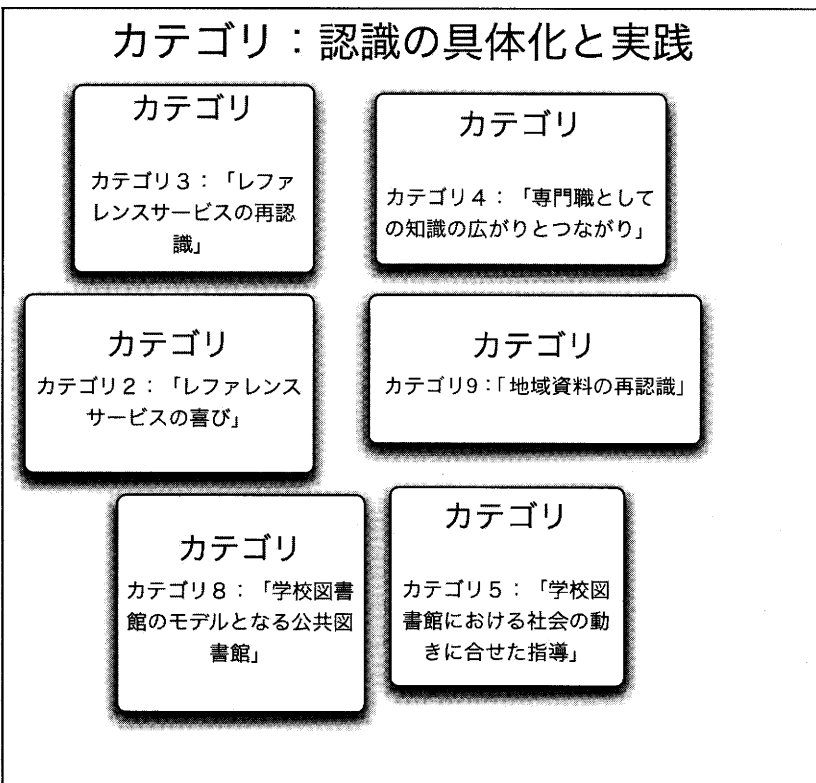 カテゴリ：認識の具体化と実践
カテゴリ
カテゴリ３：「レファ
レンスサービスの再認
識」
カテゴリ
カテゴリ４：「専門職として
の知識の広がりとつながり」
カテゴリ
カテゴリ２：「レファレンス
サービスの喜び」
カテゴリ
カテゴリ9：「地域資料の再認識」
カテゴリ
カテゴリ８：「学校図書
館のモデルとなる公共図
書館」
カテゴリ
カテゴリ５：「学校図
書館における社会の動
きに合せた指導」